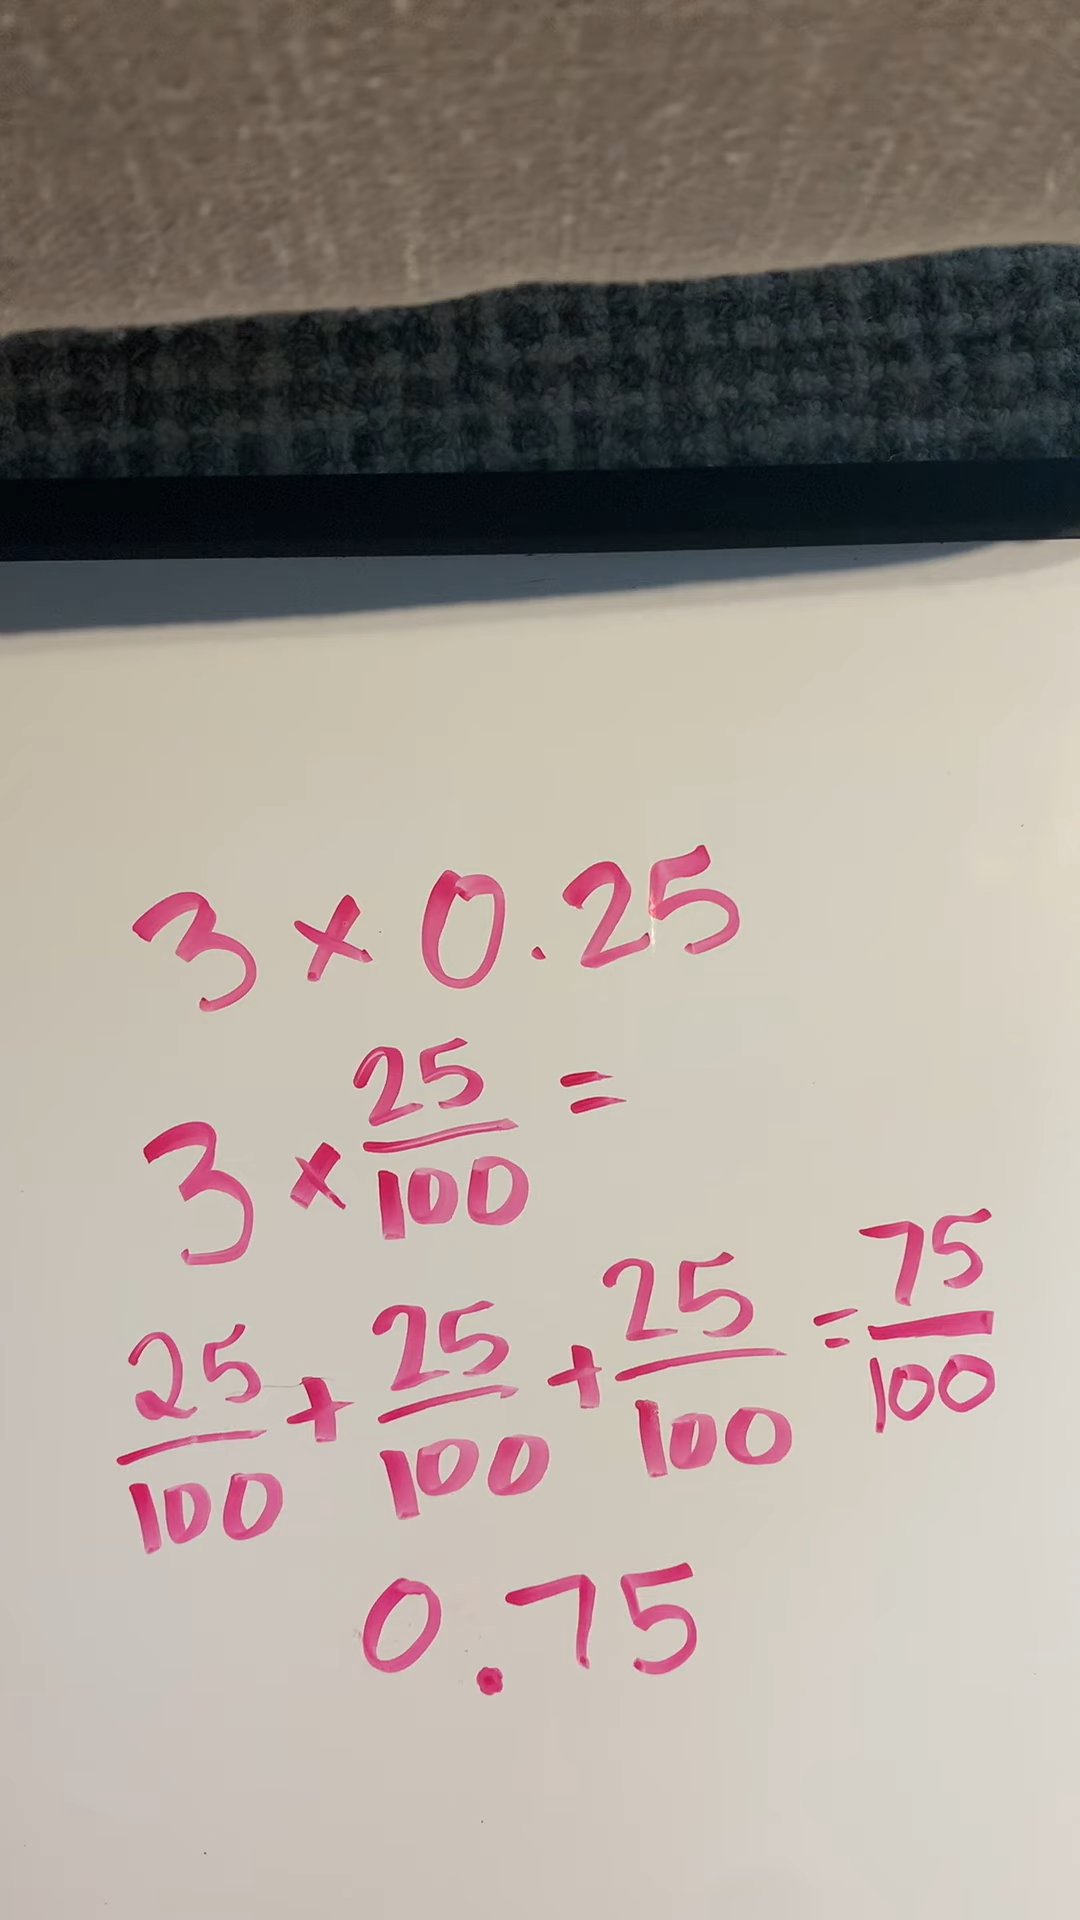 3 × 0.25
3 × 25/100 =
25/100 + 25/100 + 25/100 = 75/100
0.75